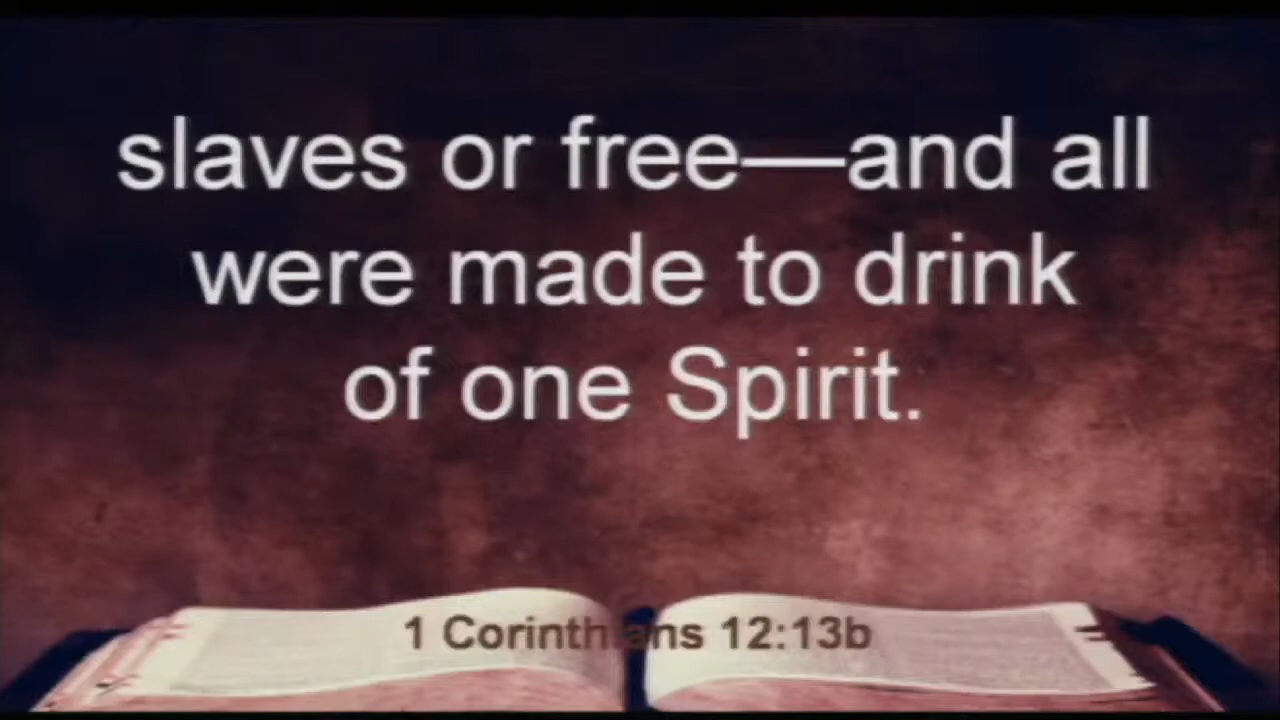 slaves or free—and all
were made to drink
of one Spirit.
1 Corinthians 12:13b